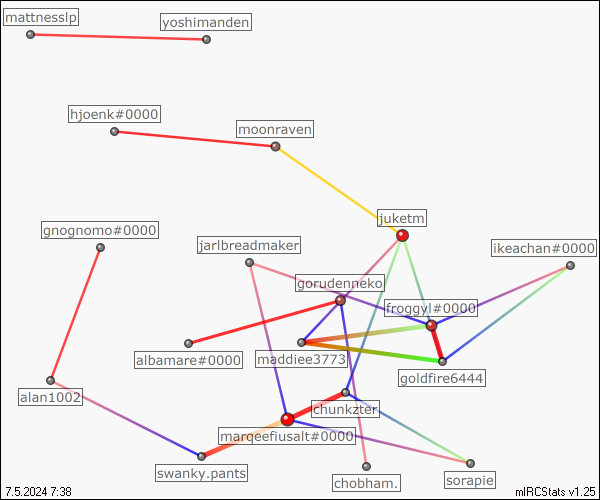 mattnesslp
yoshimanden
hjoenk#0000
moonraven
juketm
gnognomo#0000
jarlbreadmaker
ikeachan#0000
gorudenneko
froggyl#0000
albamare#0000
maddiee3773
goldfire6444
alan1002
chunkzter
marqeefiusalt#0000
swanky.pants
chobham.
sorapie
7.5.2024 7:38
mIRCStats v1.25